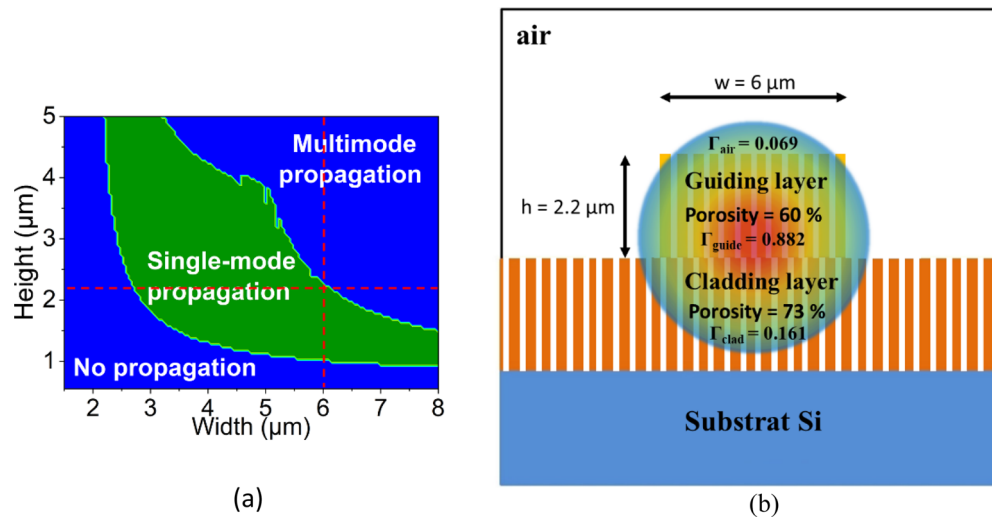 5
4
3
2
1
Height (µm)
Multimode
propagation
Single-mode
propagation
No propagation
2 3 4 5 6 7 8
Width (µm)
(a)
air
w = 6 µm
Γair = 0.069
h = 2.2 µm
Guiding layer
Porosity = 60 %
Γguide = 0.882
Cladding layer
Porosity = 73 %
Γclad = 0.161
Substrat Si
(b)